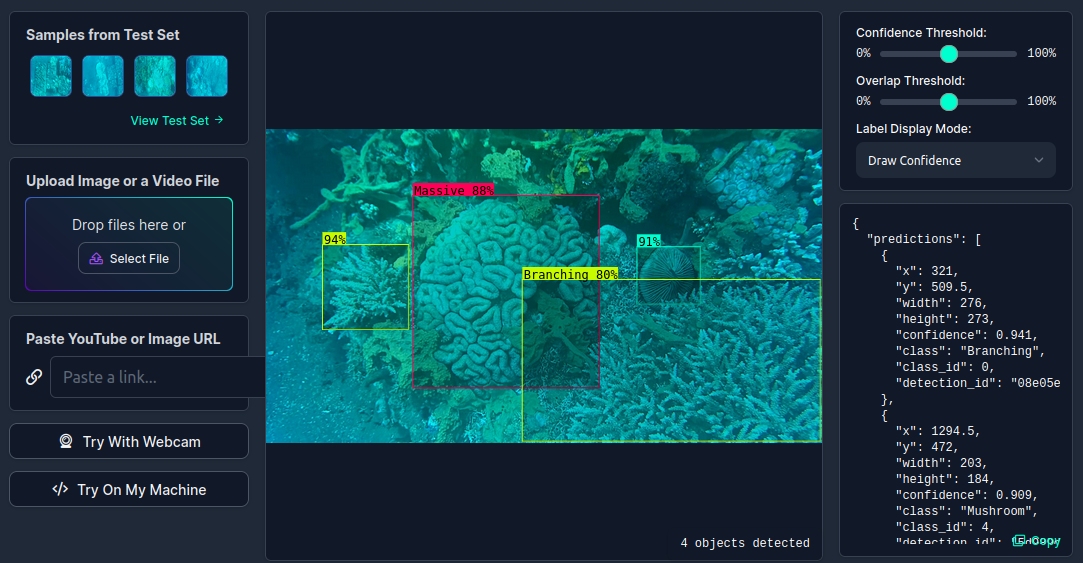 Samples from Test Set
View Test Set →
Upload Image or a Video File
Drop files here or
Select File
Paste YouTube or Image URL
Paste a link...
Try With Webcam
</> Try On My Machine
Massive 88%
94%
91%
Branching 80%
4 objects detected
Confidence Threshold:
0% 100%
Overlap Threshold:
0% 100%
Label Display Mode:
Draw Confidence
{
"predictions": [
{
"x": 321,
"y": 509.5,
"width": 276,
"height": 273,
"confidence": 0.941,
"class": "Branching",
"class_id": 0,
"detection_id": "08e05e
},
{
"x": 1294.5,
"y": 472,
"width": 203,
"height": 184,
"confidence": 0.909,
"class": "Mushroom",
"class_id": 4,
"detection_id":
Copy